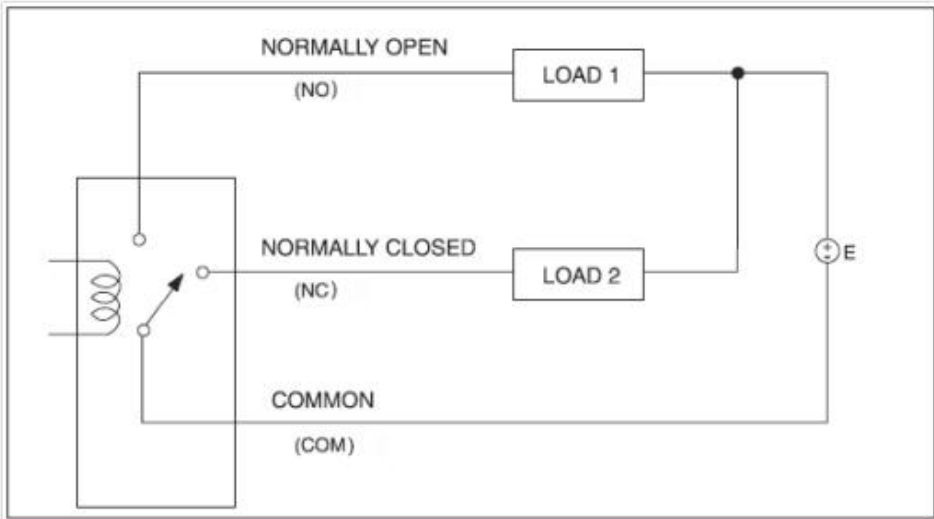 NORMALLY OPEN
(NO)
LOAD 1
NORMALLY CLOSED
(NC)
LOAD 2
E
COMMON
(COM)